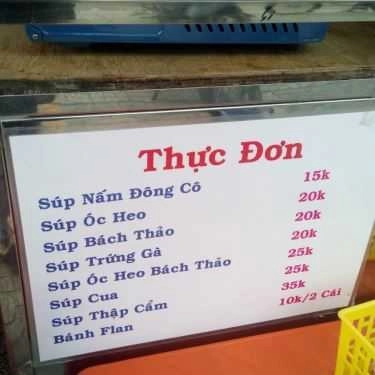 Thực Đơn
Súp Nấm Đông Cô 15k
Súp Óc Heo 20k
Súp Bách Thảo 20k
Súp Trứng Gà 20k
Súp Óc Heo Bách Thảo 25k
Súp Cua 25k
Súp Thập Cẩm 35k
Bánh Flan 10k/2 Cái